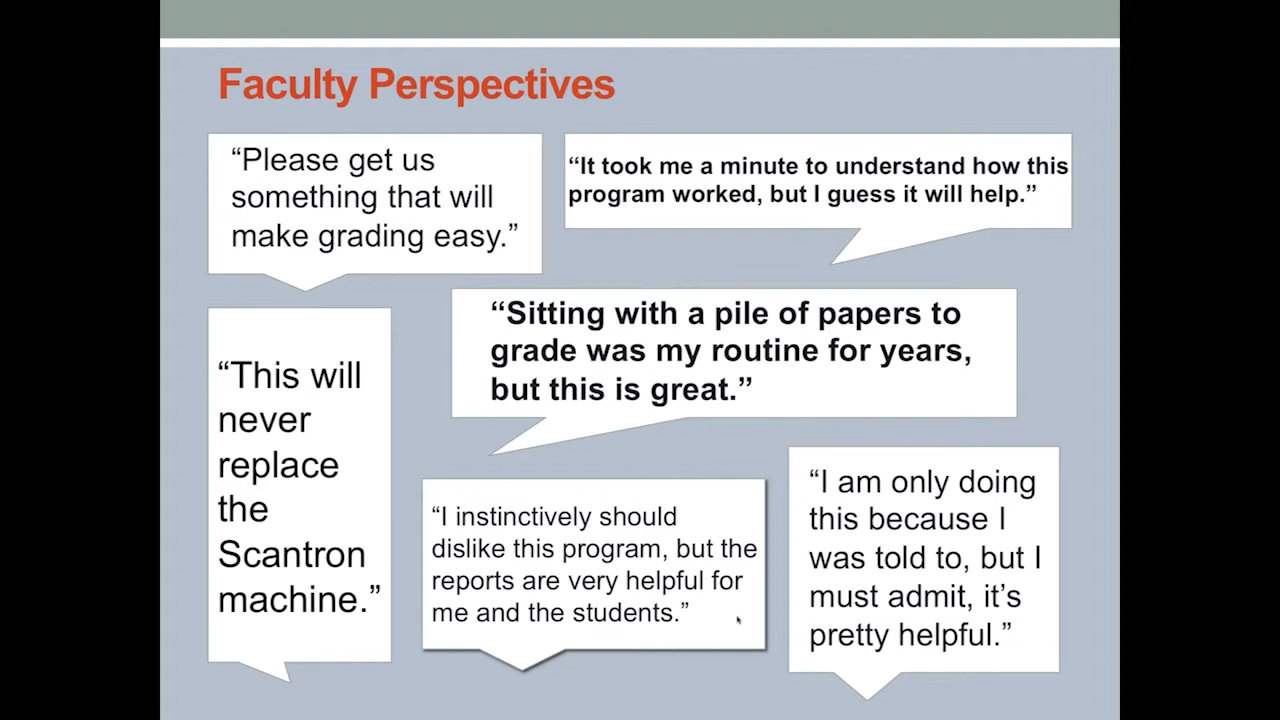 Faculty Perspectives
“Please get us
something that will
make grading easy.”
“It took me a minute to understand how this
program worked, but I guess it will help.”
“Sitting with a pile of papers to
grade was my routine for years,
but this is great.”
“This will
never
replace
the
Scantron
machine.”
“I instinctively should
dislike this program, but the
reports are very helpful for
me and the students.”
“I am only doing
this because I
was told to, but I
must admit, it’s
pretty helpful.”